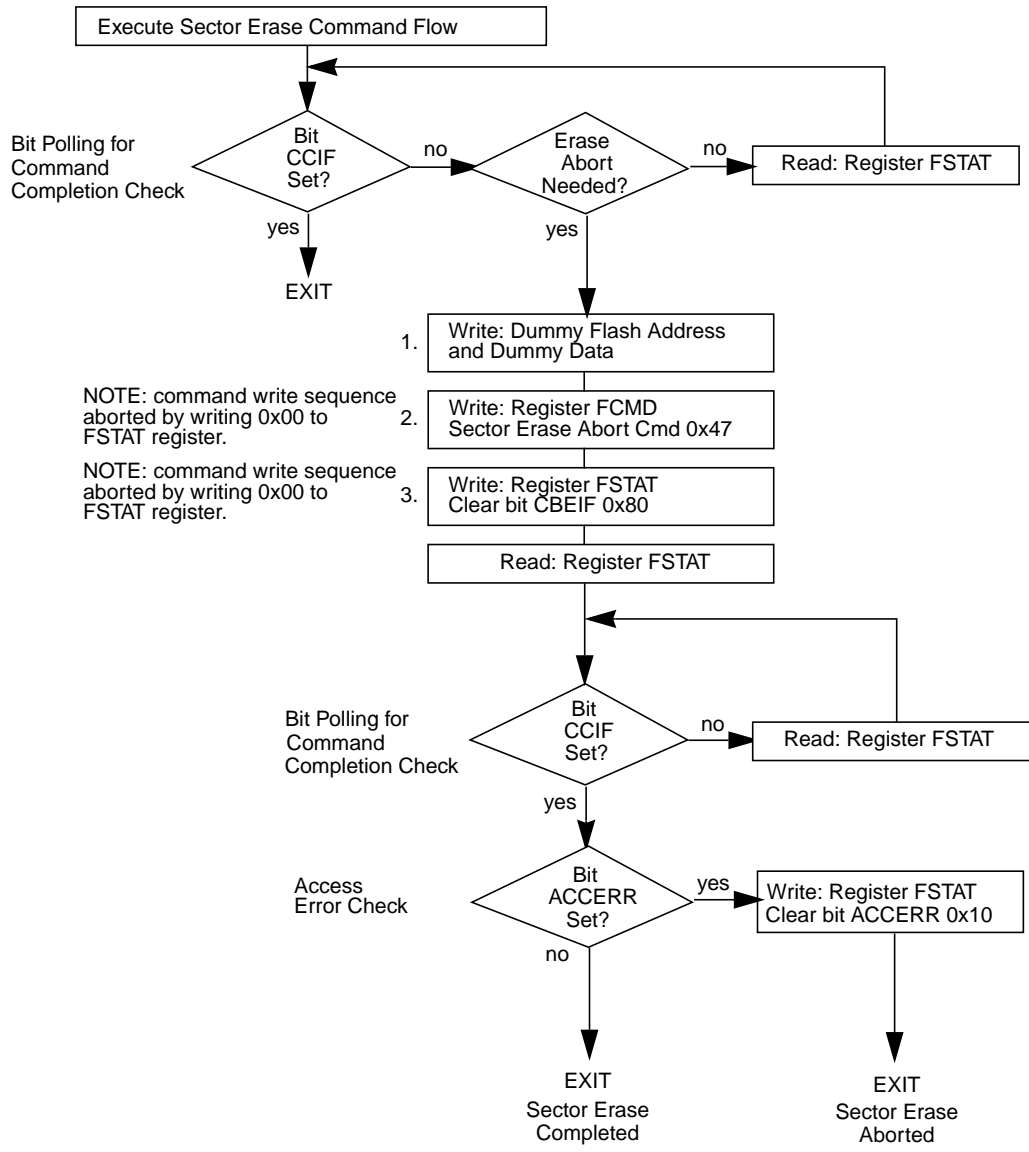 Execute Sector Erase Command Flow
Bit Polling for
Command
Completion Check
Bit
CCIF
Set?
no
Erase
Abort
Needed?
no
Read: Register FSTAT
yes
EXIT
yes
1.
Write: Dummy Flash Address
and Dummy Data
NOTE: command write sequence
aborted by writing 0x00 to
FSTAT register.
2.
Write: Register FCMD
Sector Erase Abort Cmd 0x47
NOTE: command write sequence
aborted by writing 0x00 to
FSTAT register.
3.
Write: Register FSTAT
Clear bit CBEIF 0x80
Read: Register FSTAT
Bit Polling for
Command
Completion Check
Bit
CCIF
Set?
no
Read: Register FSTAT
yes
Access
Error Check
Bit
ACCERR
Set?
yes
Write: Register FSTAT
Clear bit ACCERR 0x10
no
EXIT
Sector Erase
Completed
EXIT
Sector Erase
Aborted